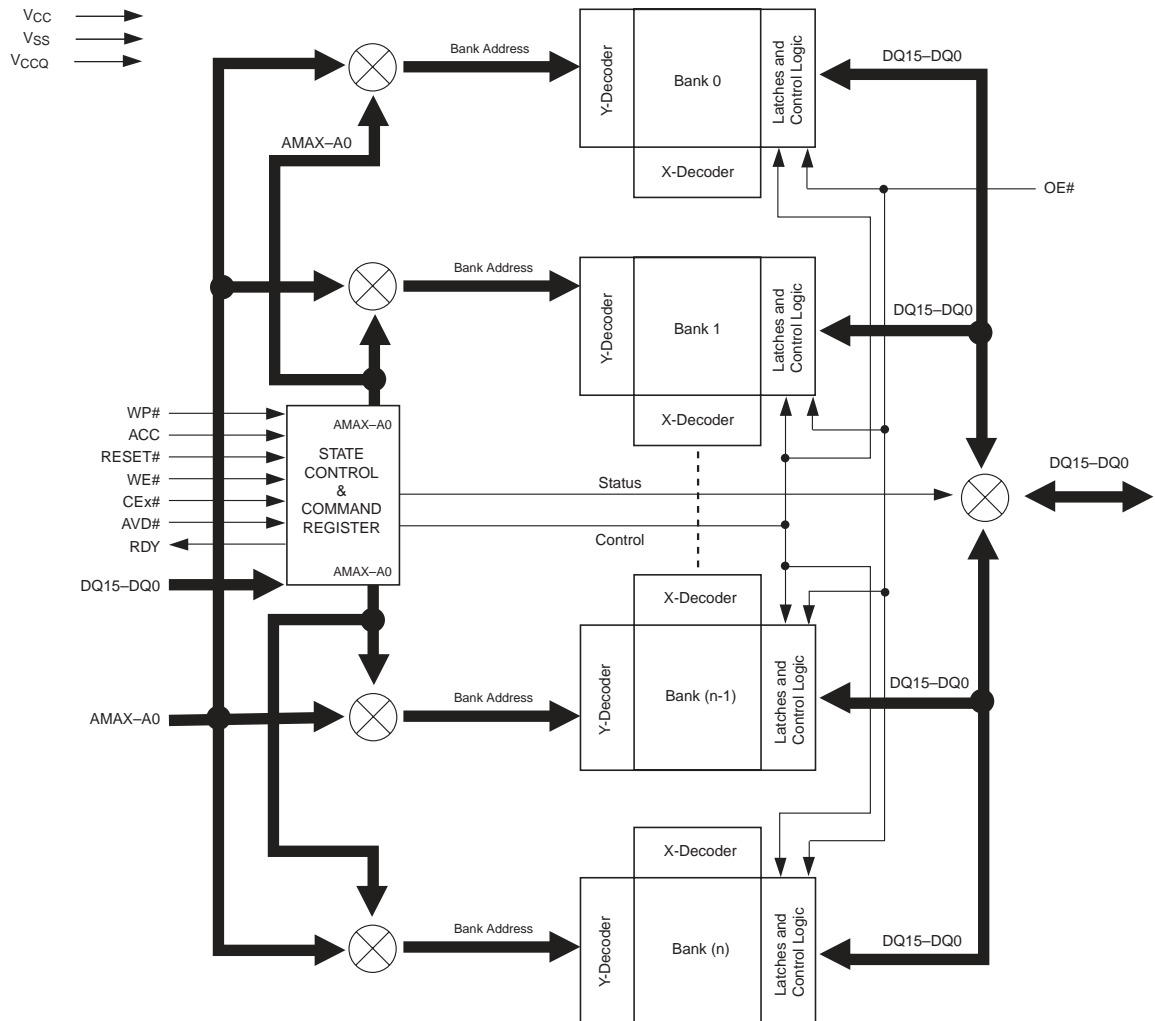 VCC
VSS
VCCQ
Bank Address
Y-Decoder
Bank 0
Latches and
Control Logic
DQ15–DQ0
AMAX–A0
X-Decoder
OE#
Bank Address
Y-Decoder
Bank 1
Latches and
Control Logic
DQ15–DQ0
X-Decoder
WP#
ACC
RESET#
WE#
CEx#
AVD#
RDY
DQ15–DQ0
AMAX–A0
STATE
CONTROL
&
COMMAND
REGISTER
AMAX–A0
Status
Control
DQ15–DQ0
X-Decoder
AMAX–A0
Bank Address
Y-Decoder
Bank (n-1)
Latches and
Control Logic
DQ15–DQ0
X-Decoder
Bank Address
Y-Decoder
Bank (n)
Latches and
Control Logic
DQ15–DQ0